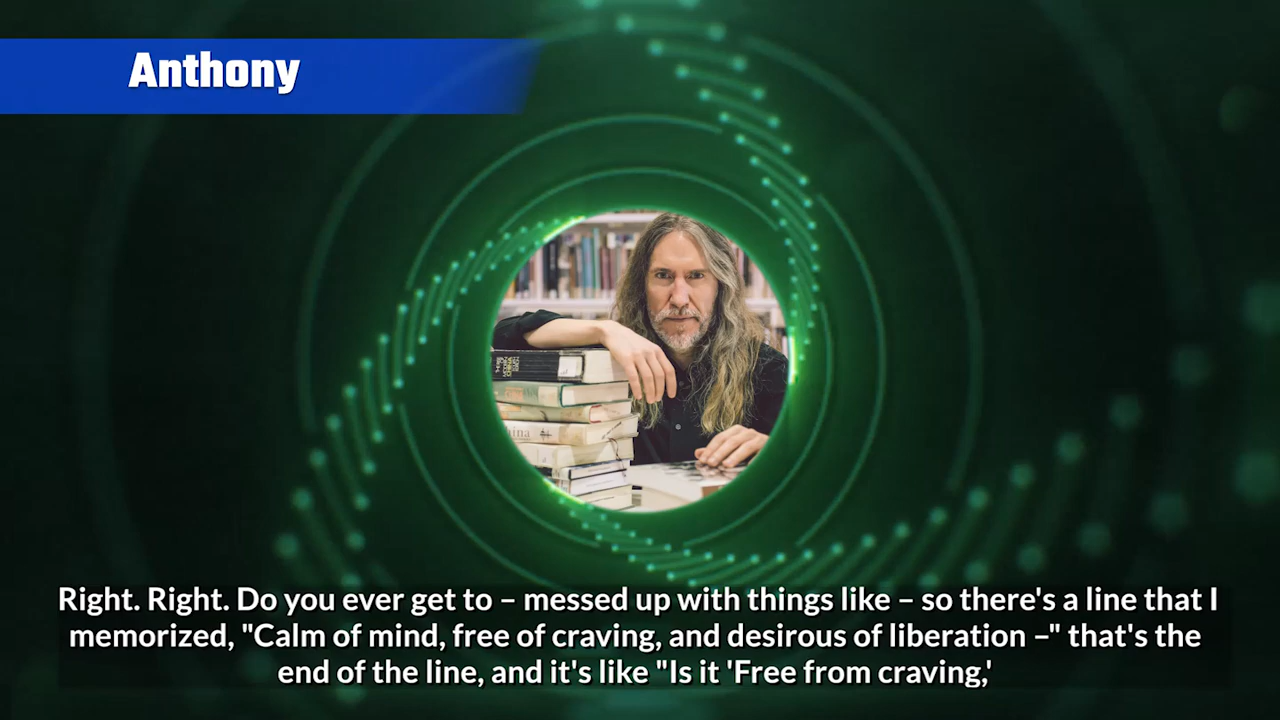 Anthony
Right. Right. Do you ever get to – messed up with things like – so there's a line that I
memorized, "Calm of mind, free of craving, and desirous of liberation –" that's the
end of the line, and it's like "Is it 'Free from craving,'